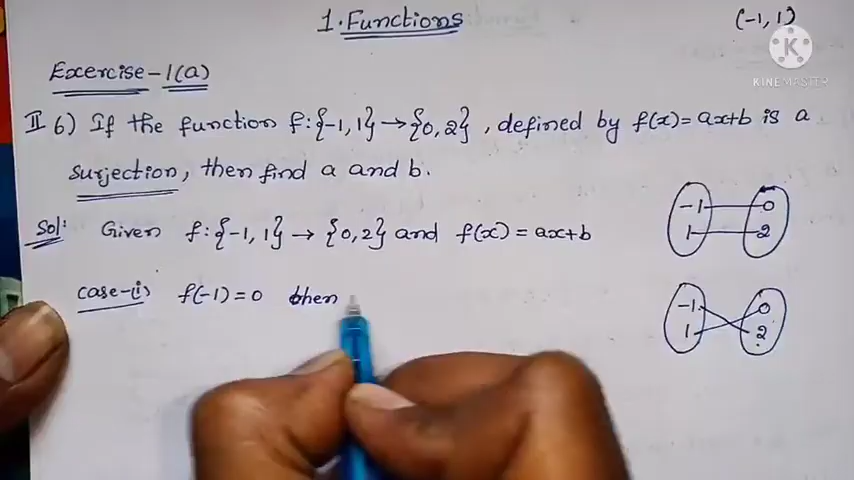 1. Functions
(-1, 1)
KINEMASTER
Exercise-1(a)
II 6) If the function f:{-1, 1} → {0, 2}, defined by f(x) = ax+b is a
surjection, then find a and b.
Sol: Given f:{-1, 1} → {0, 2} and f(x) = ax+b
-1 0
1 2
case-(i) f(-1) = 0 then
-1 0
1 2